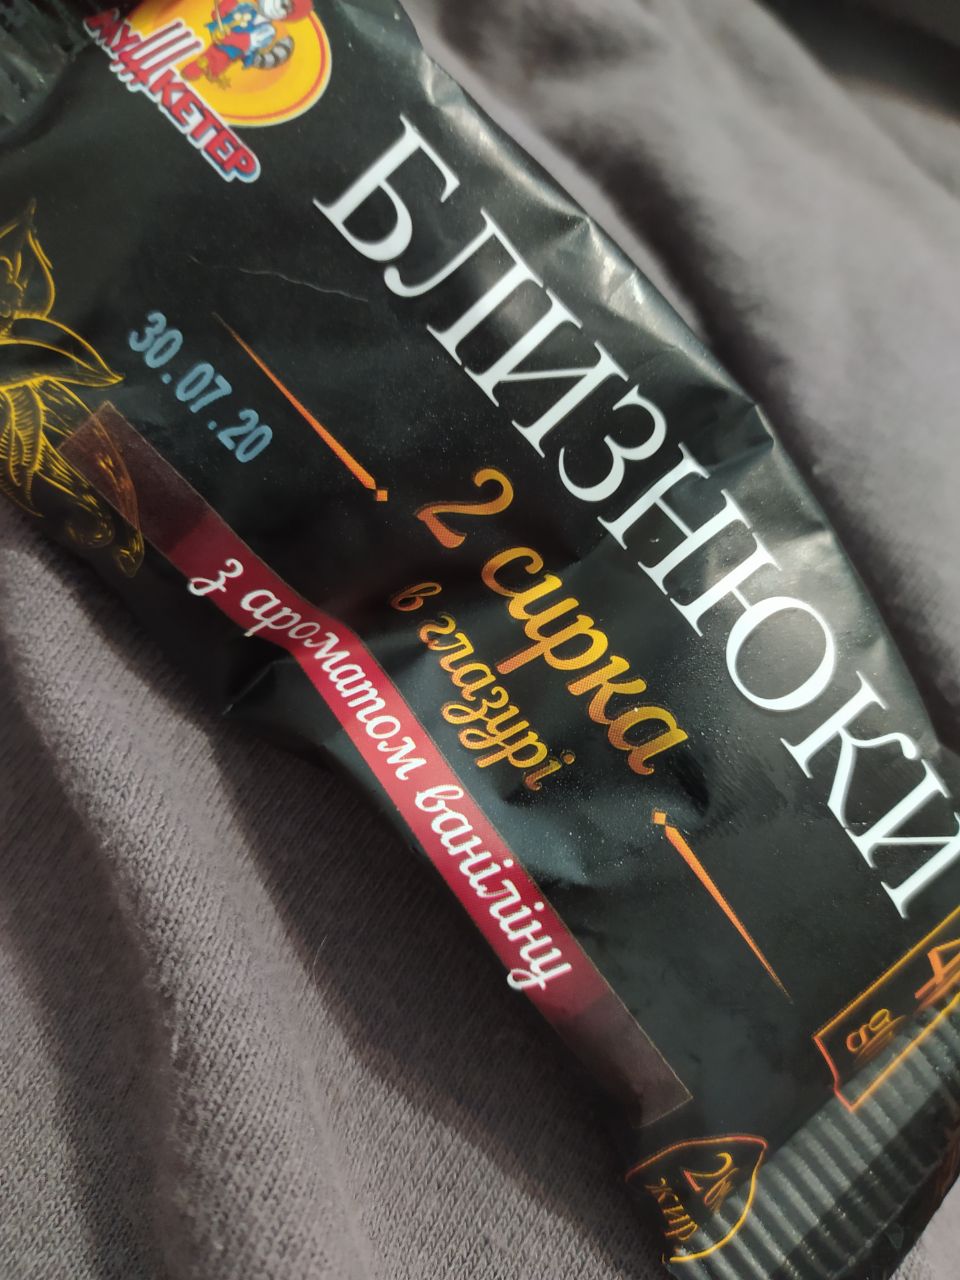 МУШКЕТЕР
БЛИЗНЮКИ
30.07.20
2 сирка
в глазурі
з ароматом ваніліну
жир